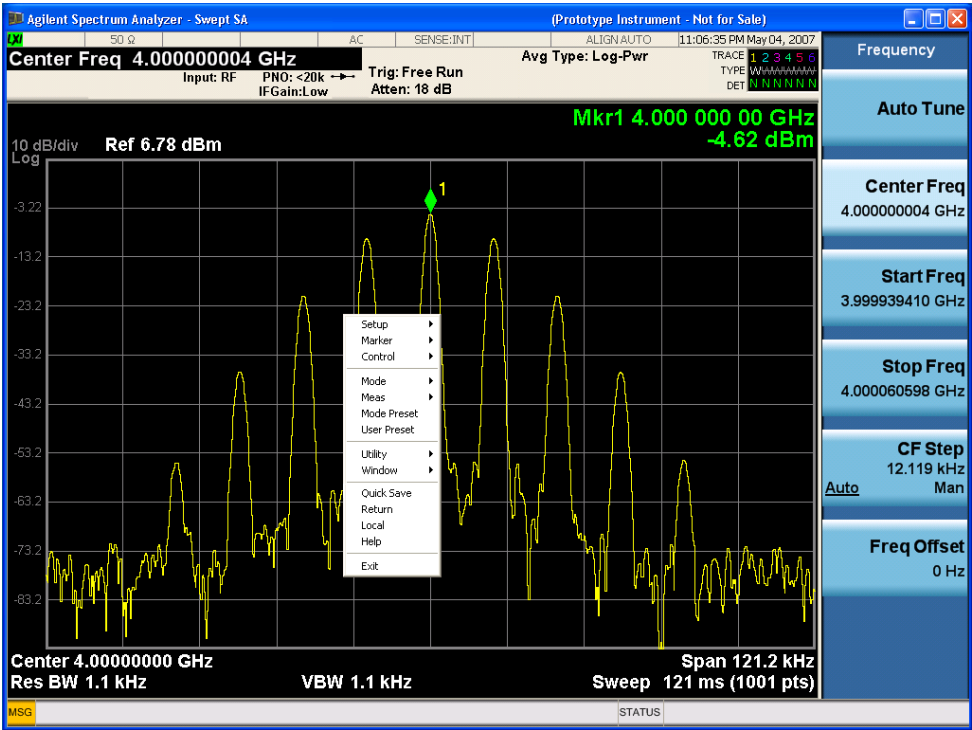 Agilent Spectrum Analyzer - Swept SA (Prototype Instrument - Not for Sale)
LXI 50 Ω AC SENSE:INT ALIGN AUTO 11:06:35 PM May 04, 2007
Center Freq 4.000000004 GHz
Input: RF PNO: <20k Trig: Free Run
IFGain:Low Atten: 18 dB
Avg Type: Log-Pwr
TRACE 1 2 3 4 5 6
TYPE
DET N N N N N N
Mkr1 4.000 000 00 GHz
-4.62 dBm
10 dB/div Ref 6.78 dBm
Log
1
-3.22
-13.2
-23.2
-33.2
-43.2
-53.2
-63.2
-73.2
-83.2
Setup
Marker
Control
Mode
Meas
Mode Preset
User Preset
Utility
Window
Quick Save
Return
Local
Help
Exit
Center 4.00000000 GHz Span 121.2 kHz
Res BW 1.1 kHz VBW 1.1 kHz Sweep 121 ms (1001 pts)
MSG STATUS
Frequency
Auto Tune
Center Freq
4.000000004 GHz
Start Freq
3.999939410 GHz
Stop Freq
4.000060598 GHz
CF Step
12.119 kHz
Auto Man
Freq Offset
0 Hz